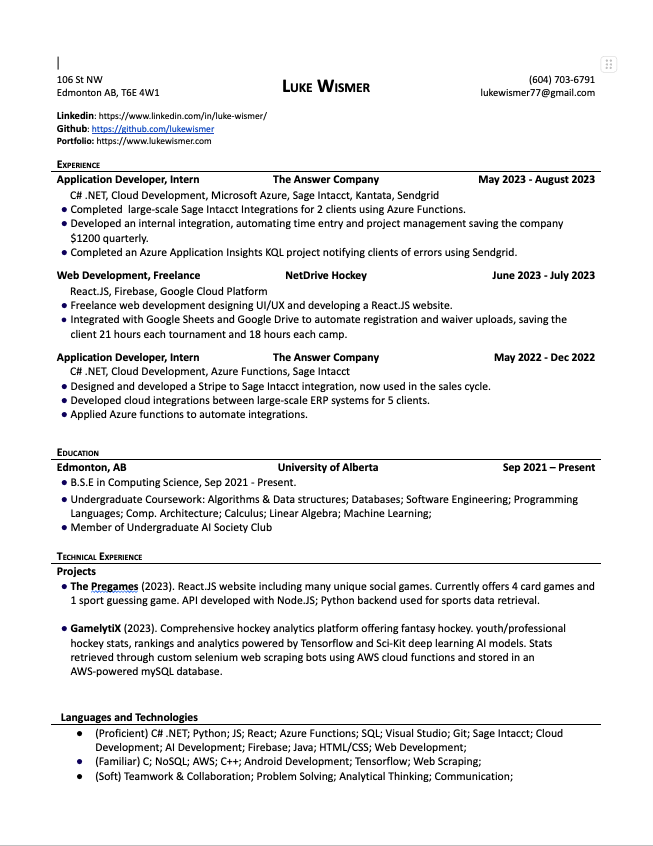 106 St NW
Edmonton AB, T6E 4W1
LUKE WISMER
(604) 703-6791
lukewismer77@gmail.com
Linkedin: https://www.linkedin.com/in/luke-wismer/
Github: https://github.com/lukewismer
Portfolio: https://www.lukewismer.com
EXPERIENCE
Application Developer, Intern The Answer Company May 2023 - August 2023
C# .NET, Cloud Development, Microsoft Azure, Sage Intacct, Kantata, Sendgrid
● Completed large-scale Sage Intacct Integrations for 2 clients using Azure Functions.
● Developed an internal integration, automating time entry and project management saving the company
$1200 quarterly.
● Completed an Azure Application Insights KQL project notifying clients of errors using Sendgrid.
Web Development, Freelance NetDrive Hockey June 2023 - July 2023
React.JS, Firebase, Google Cloud Platform
● Freelance web development designing UI/UX and developing a React.JS website.
● Integrated with Google Sheets and Google Drive to automate registration and waiver uploads, saving the
client 21 hours each tournament and 18 hours each camp.
Application Developer, Intern The Answer Company May 2022 - Dec 2022
C# .NET, Cloud Development, Azure Functions, Sage Intacct
● Designed and developed a Stripe to Sage Intacct integration, now used in the sales cycle.
● Developed cloud integrations between large-scale ERP systems for 5 clients.
● Applied Azure functions to automate integrations.
EDUCATION
Edmonton, AB University of Alberta Sep 2021 – Present
● B.S.E in Computing Science, Sep 2021 - Present.
● Undergraduate Coursework: Algorithms & Data structures; Databases; Software Engineering; Programming
Languages; Comp. Architecture; Calculus; Linear Algebra; Machine Learning;
● Member of Undergraduate AI Society Club
TECHNICAL EXPERIENCE
Projects
● The Pregames (2023). React.JS website including many unique social games. Currently offers 4 card games and
1 sport guessing game. API developed with Node.JS; Python backend used for sports data retrieval.
● GamelytiX (2023). Comprehensive hockey analytics platform offering fantasy hockey. youth/professional
hockey stats, rankings and analytics powered by Tensorflow and Sci-Kit deep learning AI models. Stats
retrieved through custom selenium web scraping bots using AWS cloud functions and stored in an
AWS-powered mySQL database.
Languages and Technologies
● (Proficient) C# .NET; Python; JS; React; Azure Functions; SQL; Visual Studio; Git; Sage Intacct; Cloud
Development; AI Development; Firebase; Java; HTML/CSS; Web Development;
● (Familiar) C; NoSQL; AWS; C++; Android Development; Tensorflow; Web Scraping;
● (Soft) Teamwork & Collaboration; Problem Solving; Analytical Thinking; Communication;